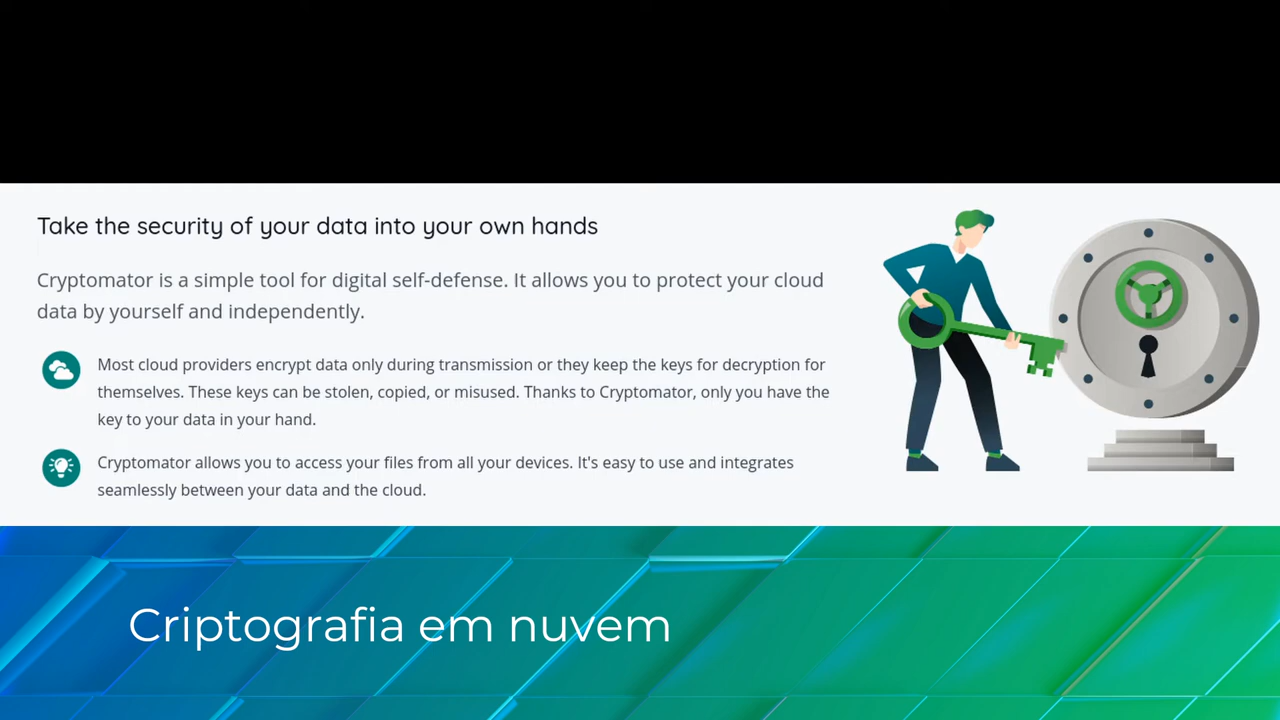 Take the security of your data into your own hands
Cryptomator is a simple tool for digital self-defense. It allows you to protect your cloud
data by yourself and independently.
Most cloud providers encrypt data only during transmission or they keep the keys for decryption for
themselves. These keys can be stolen, copied, or misused. Thanks to Cryptomator, only you have the
key to your data in your hand.
Cryptomator allows you to access your files from all your devices. It's easy to use and integrates
seamlessly between your data and the cloud.
Criptografia em nuvem